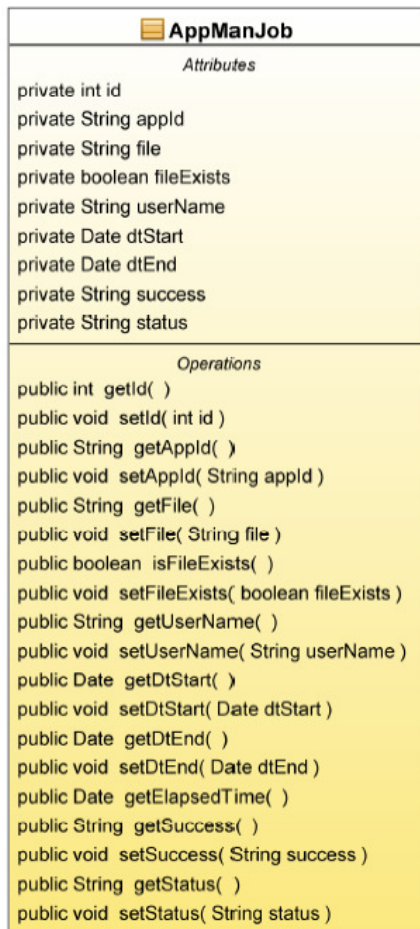 AppManJob
Attributes
private int id
private String appId
private String file
private boolean fileExists
private String userName
private Date dtStart
private Date dtEnd
private String success
private String status
Operations
public int getId( )
public void setId( int id )
public String getAppId( )
public void setAppId( String appId )
public String getFile( )
public void setFile( String file )
public boolean isFileExists( )
public void setFileExists( boolean fileExists )
public String getUserName( )
public void setUserName( String userName )
public Date getDtStart( )
public void setDtStart( Date dtStart )
public Date getDtEnd( )
public void setDtEnd( Date dtEnd )
public Date getElapsedTime( )
public String getSuccess( )
public void setSuccess( String success )
public String getStatus( )
public void setStatus( String status )